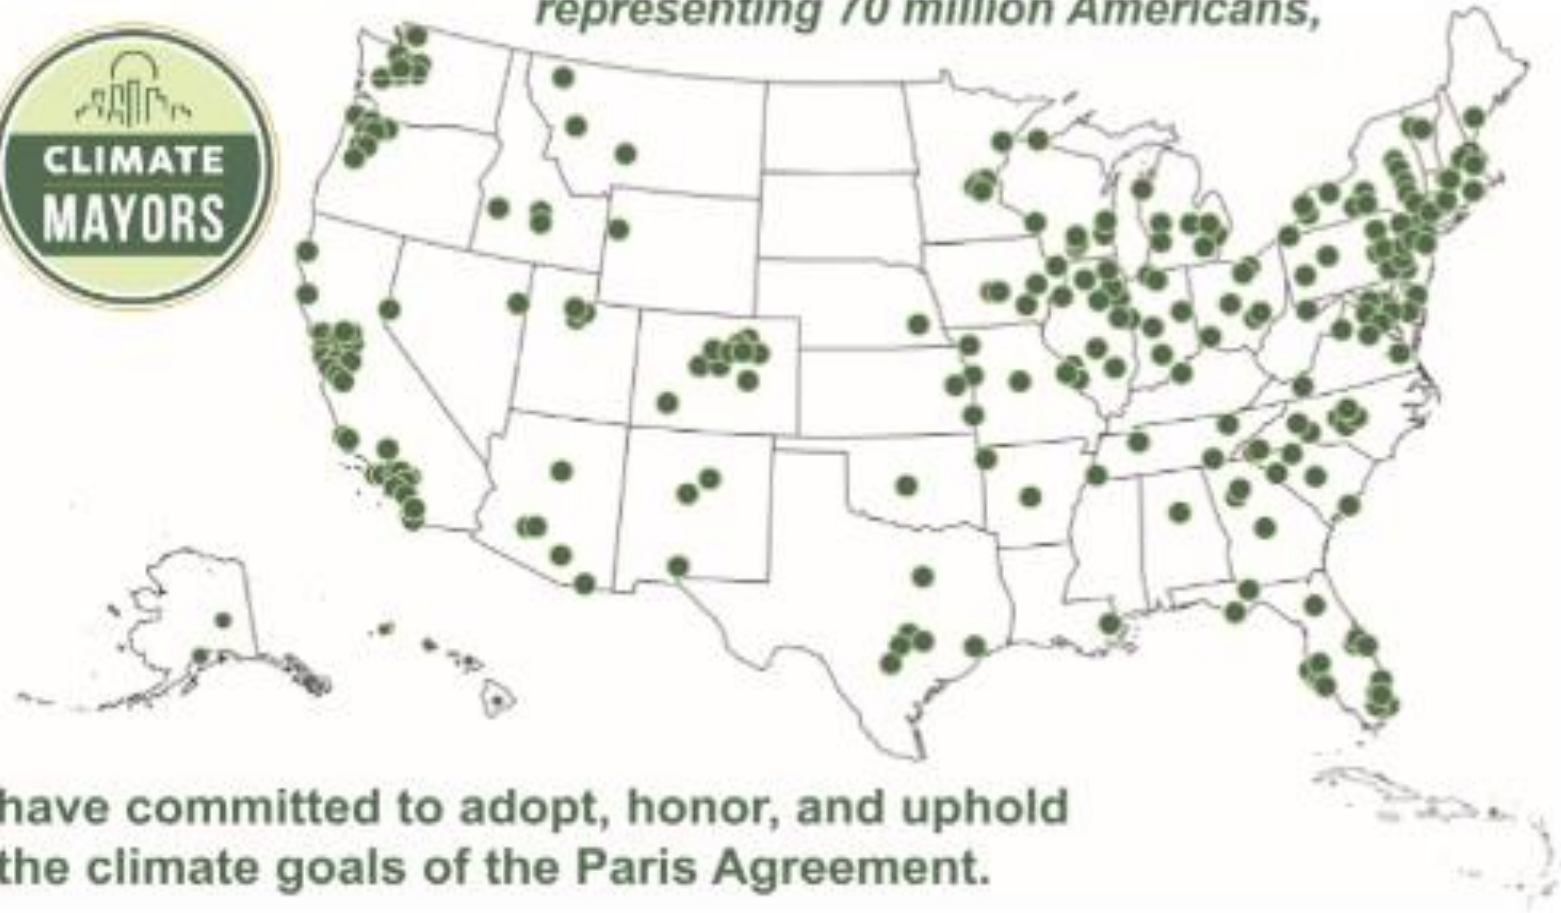 representing 70 million Americans,
CLIMATE
MAYORS
have committed to adopt, honor, and uphold
the climate goals of the Paris Agreement.